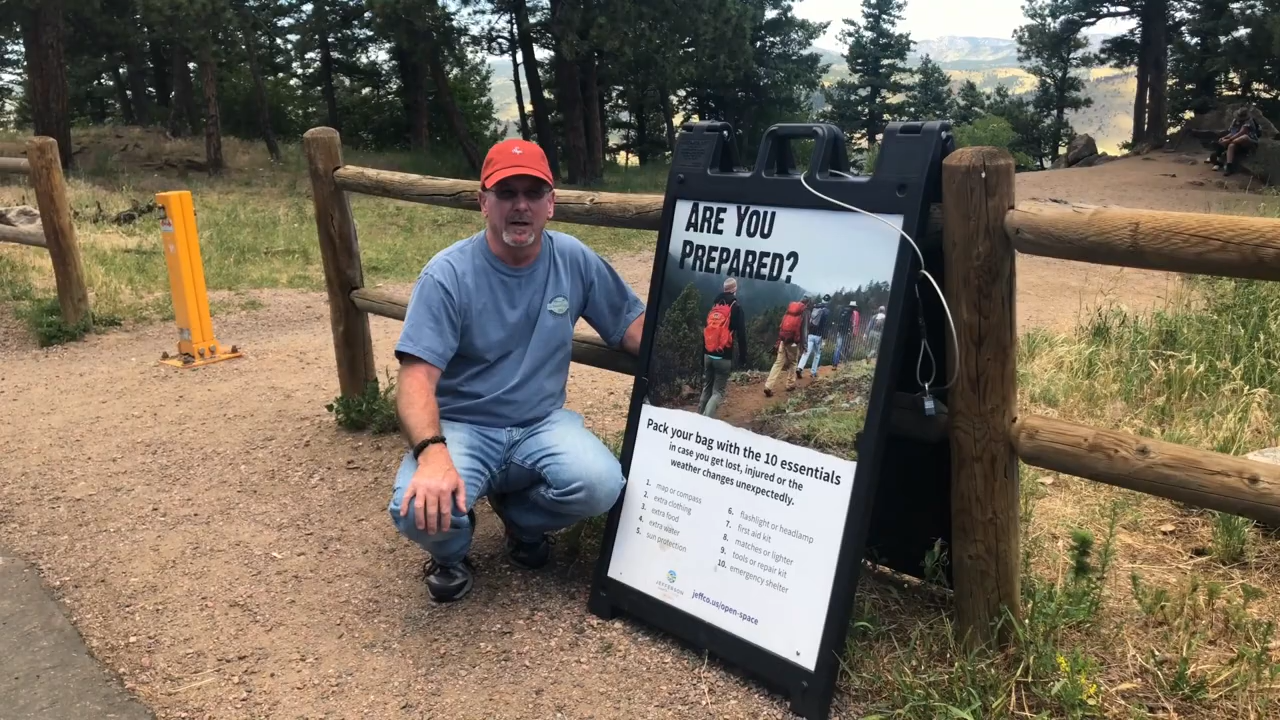 ARE YOU
PREPARED?
Pack your bag with the 10 essentials
in case you get lost, injured or the
weather changes unexpectedly.
1. map or compass
2. extra clothing
3. extra food
4. extra water
5. sun protection
6. flashlight or headlamp
7. first aid kit
8. matches or lighter
9. tools or repair kit
10. emergency shelter
JEFFERSON
jeffco.us/open-space